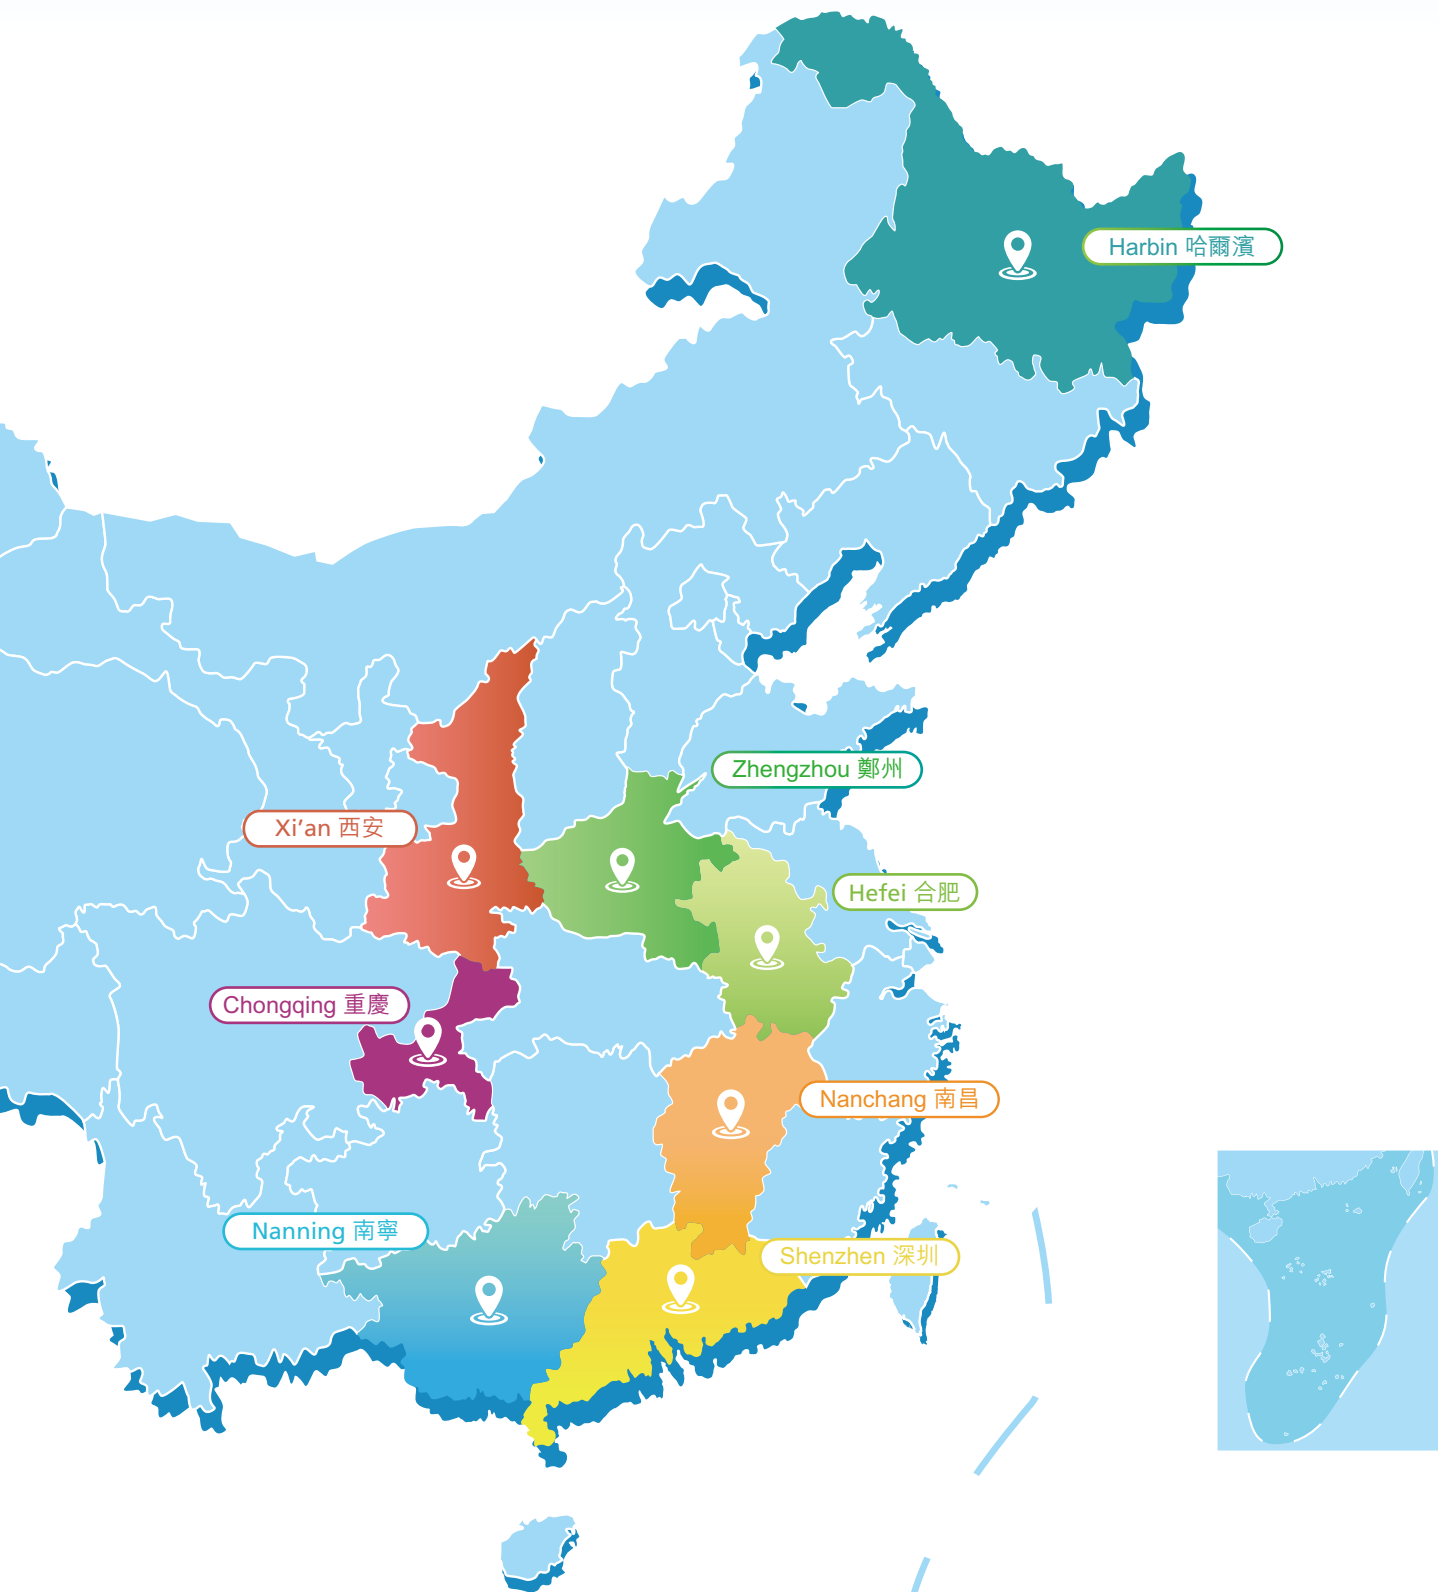 Harbin 哈爾濱
Zhengzhou 鄭州
Xi’an 西安
Hefei 合肥
Chongqing 重慶
Nanchang 南昌
Nanning 南寧
Shenzhen 深圳